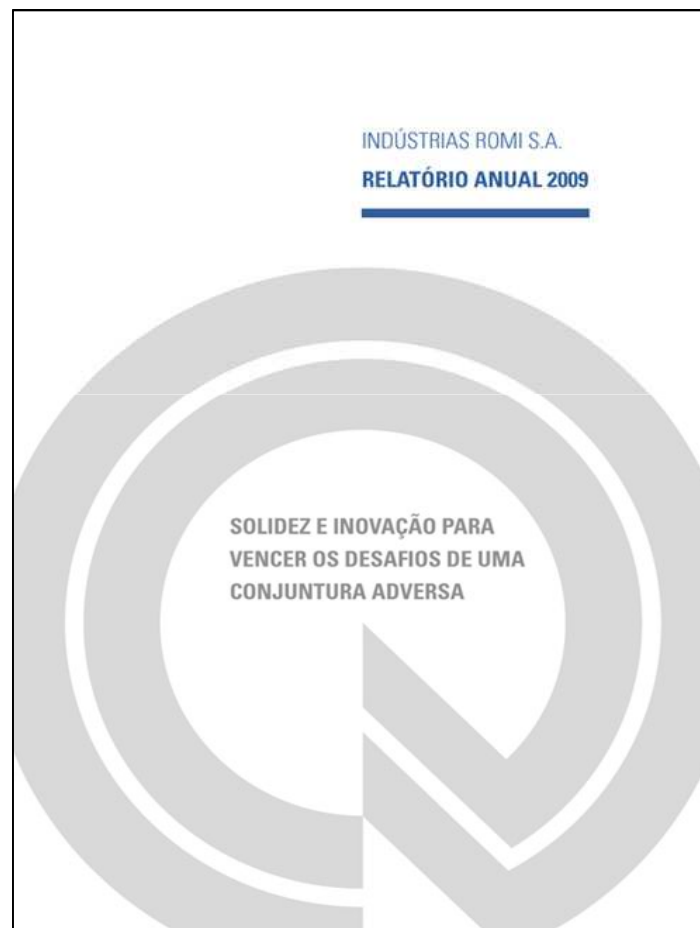 INDÚSTRIAS ROMI S.A.
RELATÓRIO ANUAL 2009
SOLIDEZ E INOVAÇÃO PARA
VENCER OS DESAFIOS DE UMA
CONJUNTURA ADVERSA